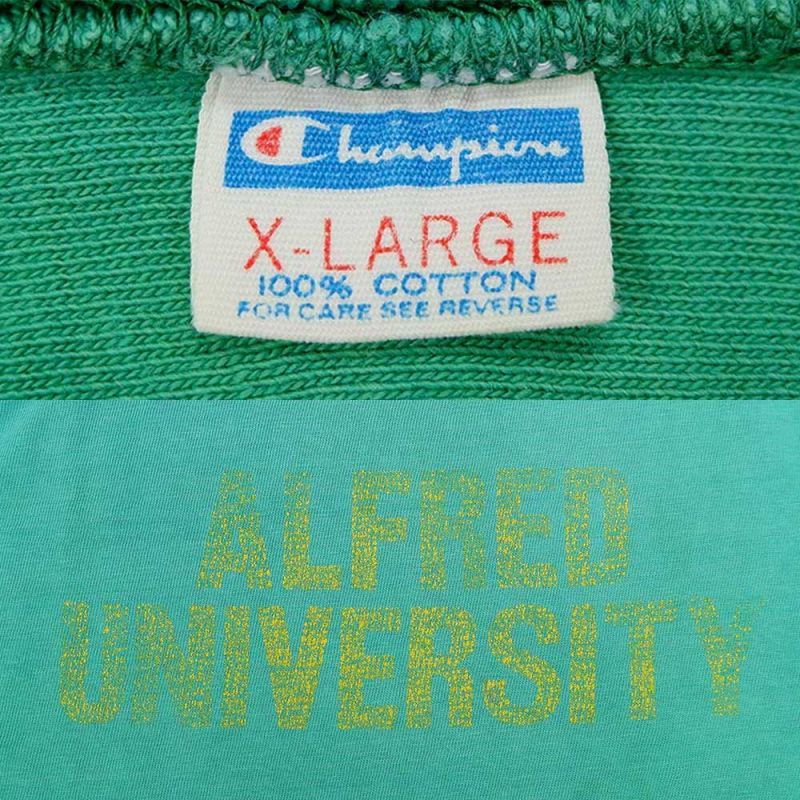 Champion
X-LARGE
100% COTTON
FOR CARE SEE REVERSE
ALFRED
UNIVERSITY